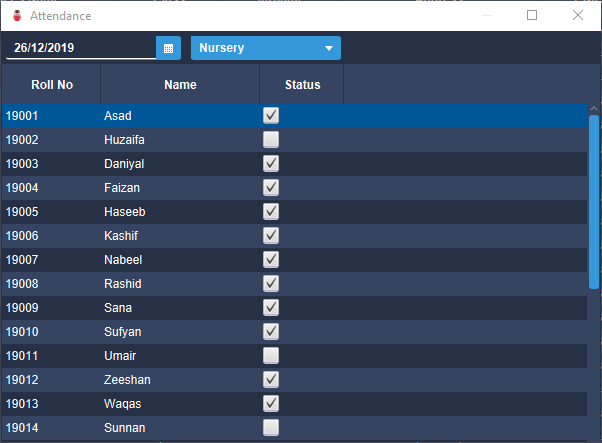 Attendance
26/12/2019 Nursery
Roll No Name Status
19001 Asad
19002 Huzaifa
19003 Daniyal
19004 Faizan
19005 Haseeb
19006 Kashif
19007 Nabeel
19008 Rashid
19009 Sana
19010 Sufyan
19011 Umair
19012 Zeeshan
19013 Waqas
19014 Sunnan